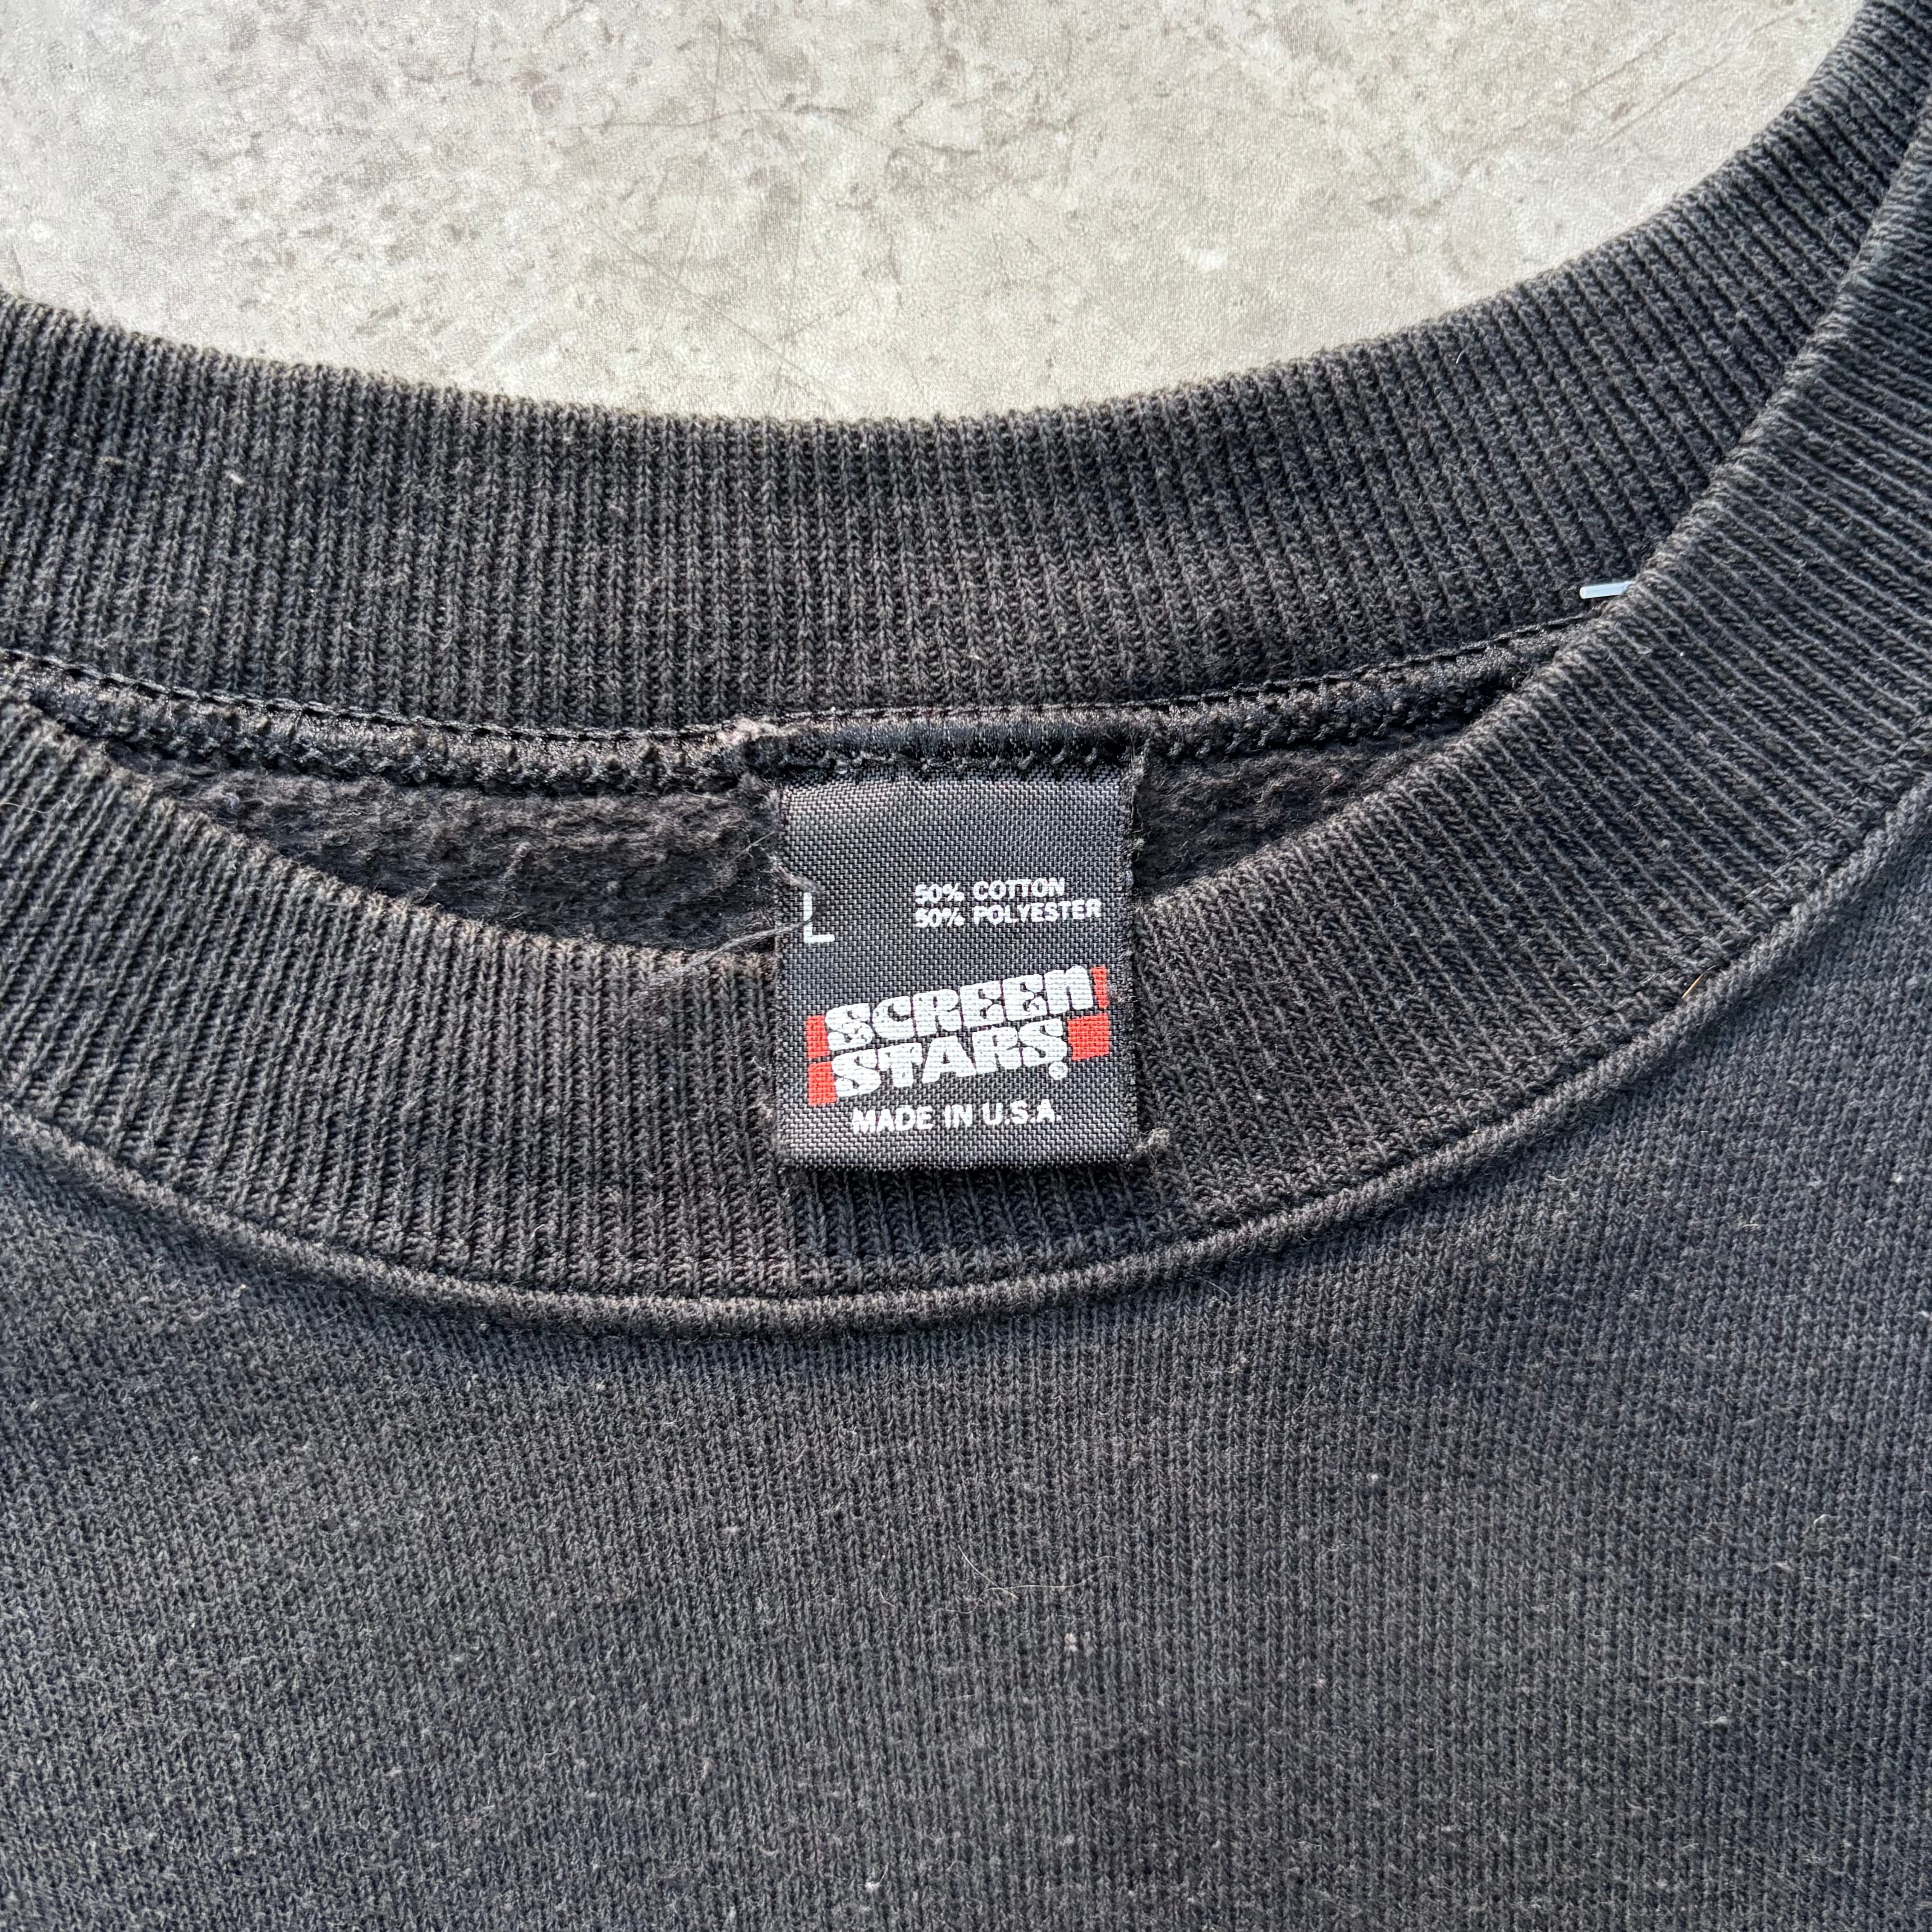 50% COTTON
L 50% POLYESTER
SCREEN
STARS®
MADE IN U.S.A.